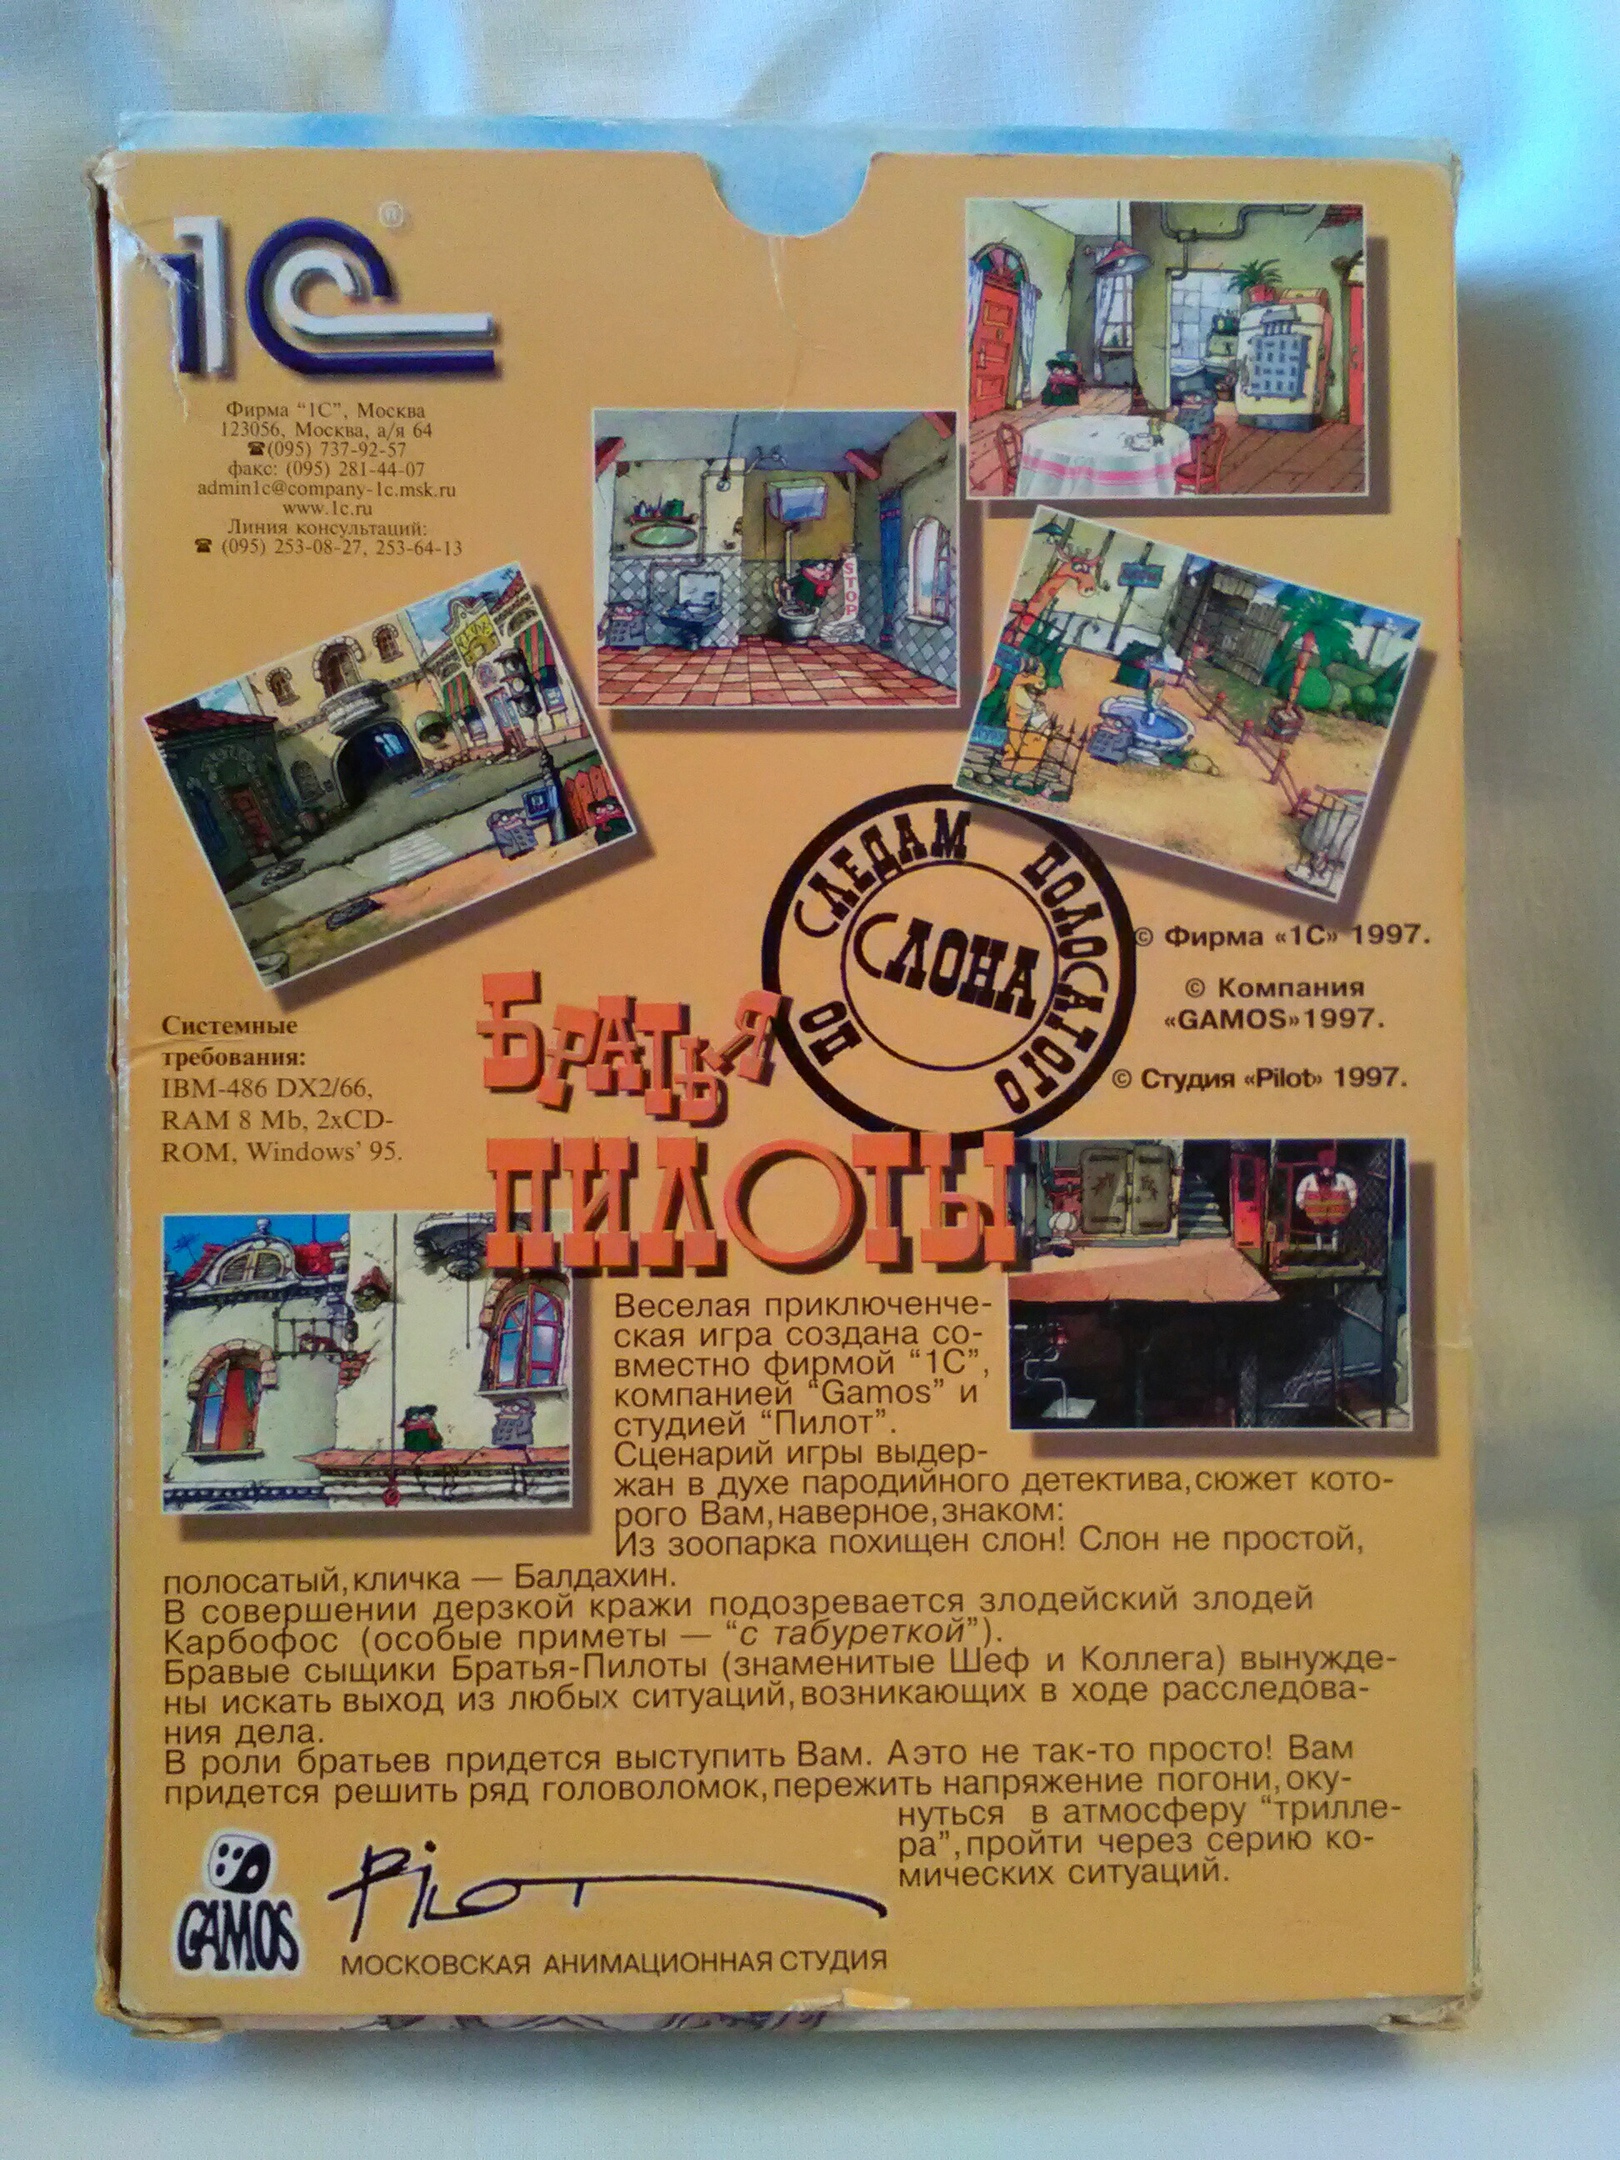 1С®
Фирма “1С”, Москва
123056, Москва, а/я 64
☎(095) 737-92-57
факс: (095) 281-44-07
admin1c@company-1c.msk.ru
www.1c.ru
Линия консультаций:
☎ (095) 253-08-27, 253-64-13
STOP
ПО СЛЕДАМ ПОЛОСАТОГО
СЛОНА
© Фирма «1С» 1997.
© Компания
«GAMOS»1997.
© Студия «Pilot» 1997.
БРАТЬЯ
ПИЛОТЫ
Системные
требования:
IBM-486 DX2/66,
RAM 8 Mb, 2xCD-
ROM, Windows' 95.
Веселая приключенче-
ская игра создана со-
вместно фирмой “1С”,
компанией “Gamos” и
студией “Пилот”.
Сценарий игры выдер-
жан в духе пародийного детектива,сюжет кото-
рого Вам,наверное,знаком:
Из зоопарка похищен слон! Слон не простой,
полосатый,кличка — Балдахин.
В совершении дерзкой кражи подозревается злодейский злодей
Карбофос (особые приметы — “с табуреткой”).
Бравые сыщики Братья-Пилоты (знаменитые Шеф и Коллега) вынужде-
ны искать выход из любых ситуаций,возникающих в ходе расследова-
ния дела.
В роли братьев придется выступить Вам. А это не так-то просто! Вам
придется решить ряд головоломок,пережить напряжение погони,оку-
нуться в атмосферу “трилле-
ра”,пройти через серию ко-
мических ситуаций.
GAMOS
Pilot
МОСКОВСКАЯ АНИМАЦИОННАЯ СТУДИЯ